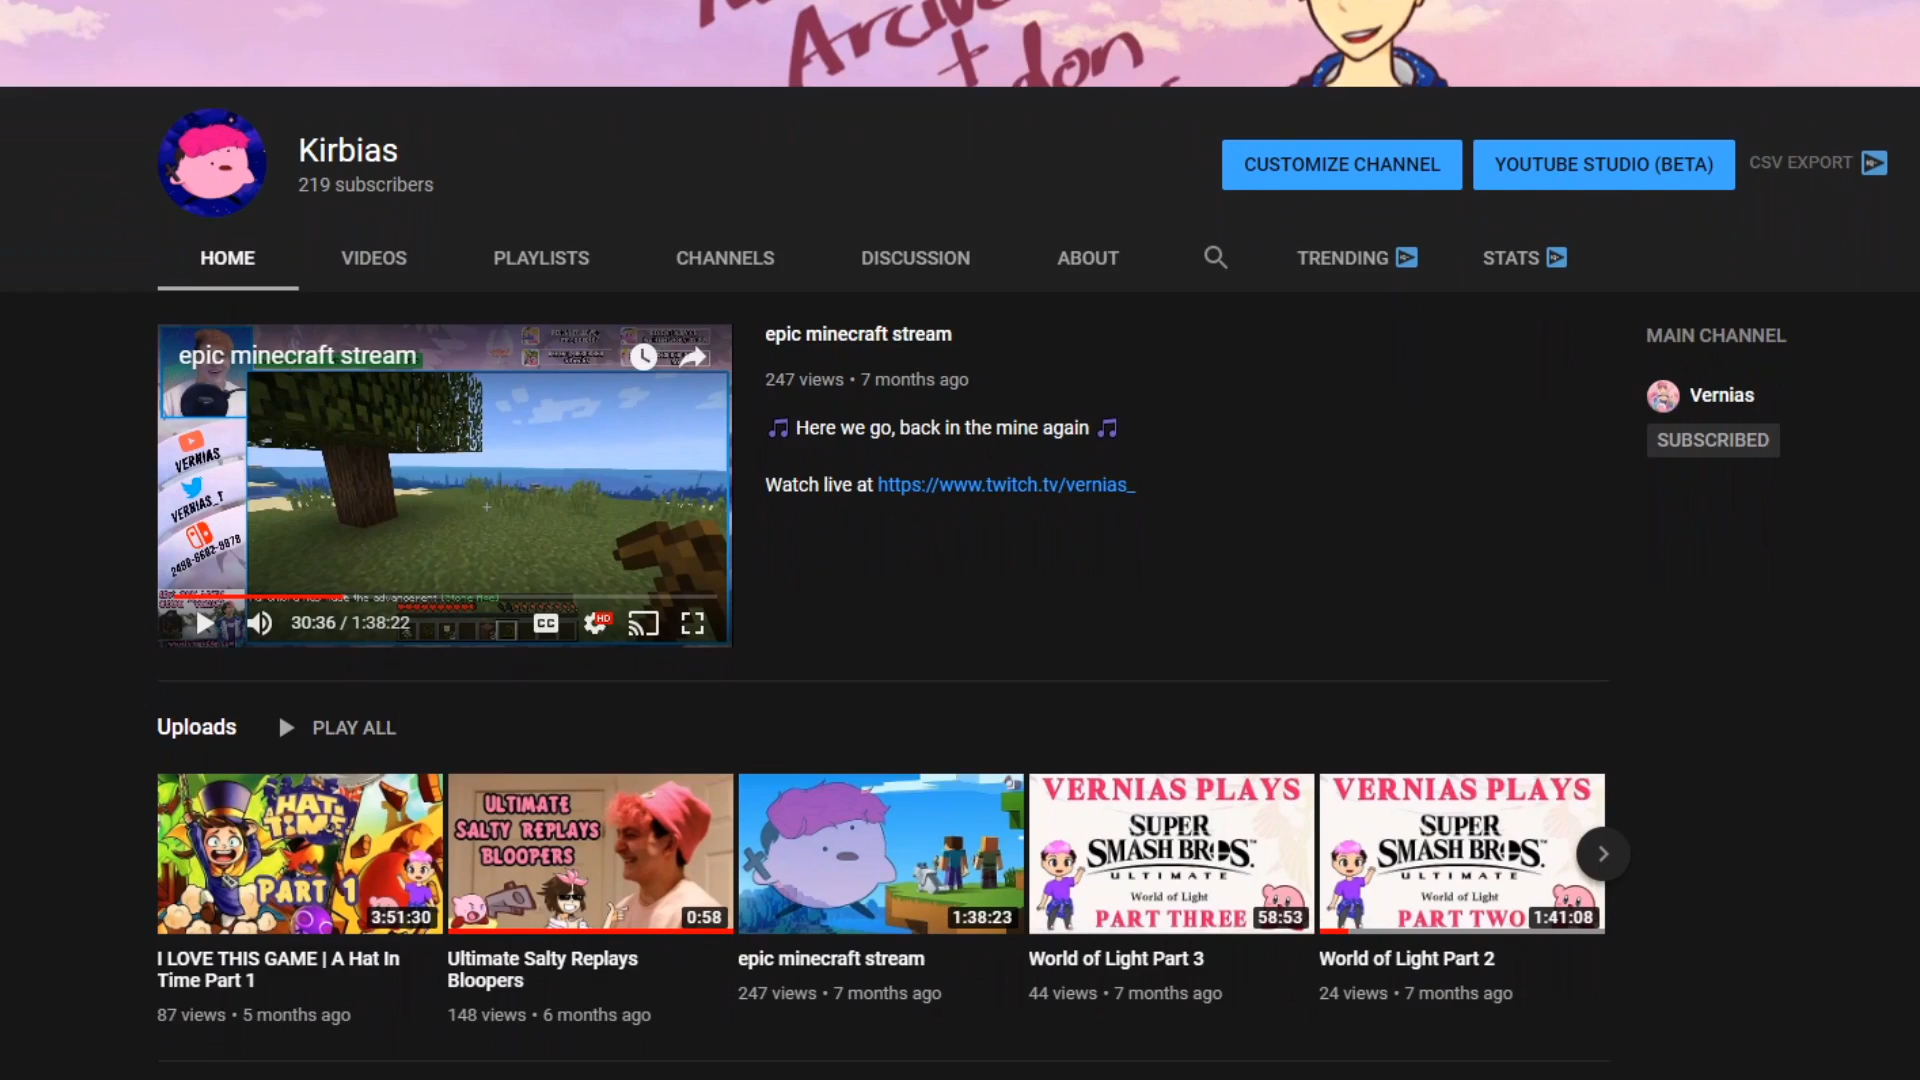 Arciv
+ don
Kirbias
219 subscribers
CUSTOMIZE CHANNEL
YOUTUBE STUDIO (BETA)
CSV EXPORT
HOME
VIDEOS
PLAYLISTS
CHANNELS
DISCUSSION
ABOUT
TRENDING
STATS
epic minecraft stream
VERNIAS
VERNIAS_T
the advancement
30:36 / 1:38:22
CC
HD
epic minecraft stream
247 views • 7 months ago
🎵 Here we go, back in the mine again 🎵
Watch live at https://www.twitch.tv/vernias_
MAIN CHANNEL
Vernias
SUBSCRIBED
Uploads
PLAY ALL
HAT
TIME
PART 1
3:51:30
I LOVE THIS GAME | A Hat In
Time Part 1
87 views • 5 months ago
ULTIMATE
SALTY REPLAYS
BLOOPERS
0:58
Ultimate Salty Replays
Bloopers
148 views • 6 months ago
1:38:23
epic minecraft stream
247 views • 7 months ago
VERNIAS PLAYS
SUPER
SMASH BROS.
ULTIMATE
World of Light
PART THREE
58:53
World of Light Part 3
44 views • 7 months ago
VERNIAS PLAYS
SUPER
SMASH BROS.
ULTIMATE
World of Light
PART TWO
1:41:08
World of Light Part 2
24 views • 7 months ago